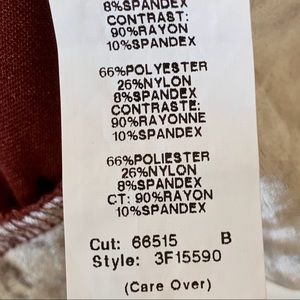 8%SPANDEX
CONTRAST:
90%RAYON
10%SPANDEX
66%POLYESTER
26%NYLON
8%SPANDEX
CONTRASTE:
90%RAYONNE
10%SPANDEX
66%POLIESTER
26%NYLON
8%SPANDEX
CT: 90%RAYON
10%SPANDEX
Cut: 66515 B
Style: 3F15590
(Care Over)